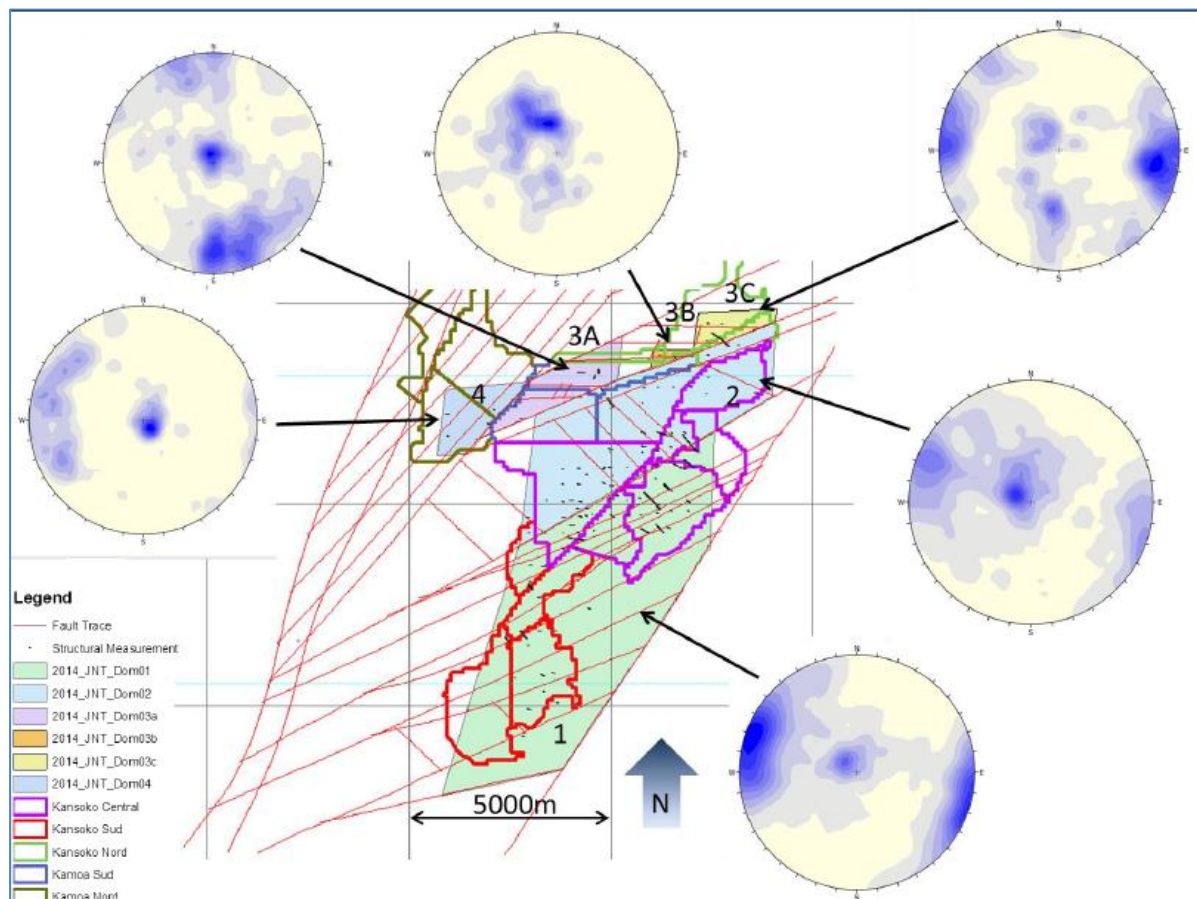 N
W
E
S
N
W
E
S
N
W
E
S
N
W
E
S
3A
3B
3C
4
2
N
W
E
S
1
N
W
E
S
5000m
N
Legend
Fault Trace
Structural Measurement
2014_JNT_Dom01
2014_JNT_Dom02
2014_JNT_Dom03a
2014_JNT_Dom03b
2014_JNT_Dom03c
2014_JNT_Dom04
Kansoko Central
Kansoko Sud
Kansoko Nord
Kamoa Sud
Kamoa Nord